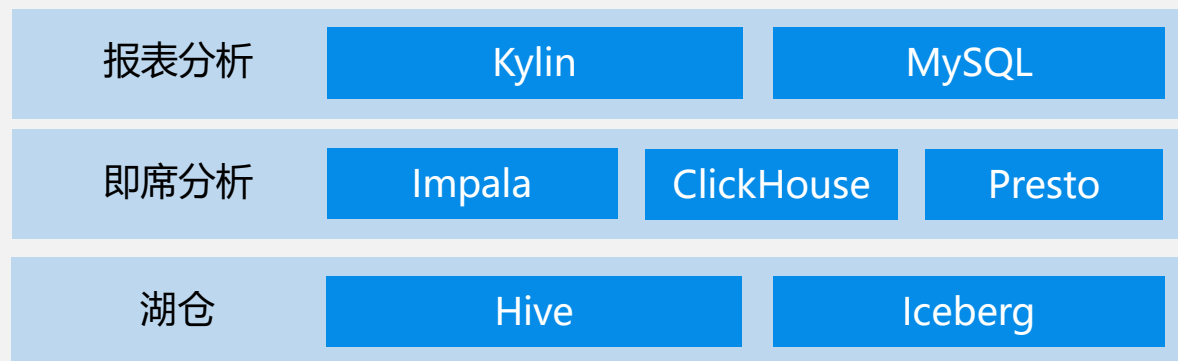 报表分析 Kylin MySQL
即席分析 Impala ClickHouse Presto
湖仓 Hive Iceberg